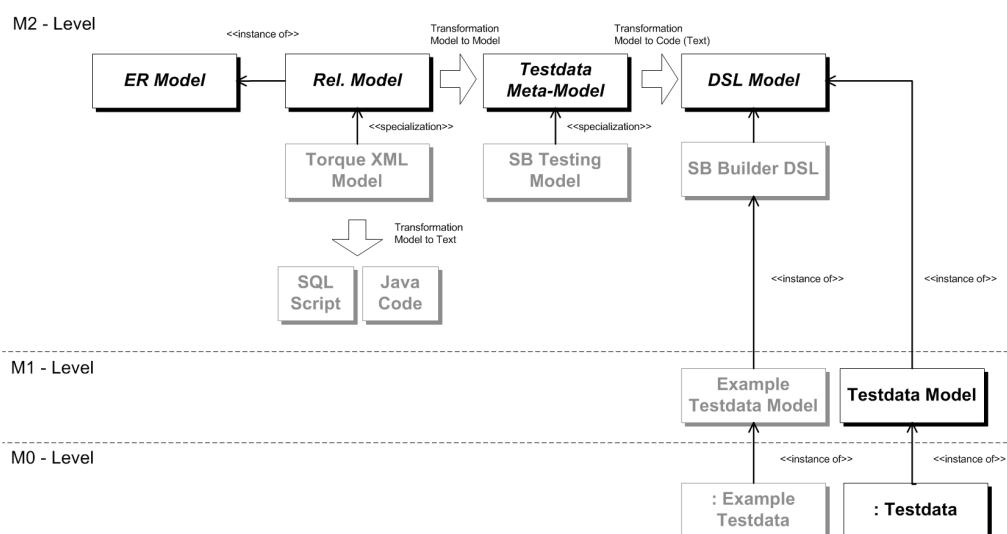 M2 - Level
<<instance of>>
Transformation
Model to Model
Transformation
Model to Code (Text)
ER Model
Rel. Model
Testdata
Meta-Model
DSL Model
<<specialization>>
<<specialization>>
Torque XML
Model
SB Testing
Model
SB Builder DSL
Transformation
Model to Text
SQL
Script
Java
Code
<<instance of>>
<<instance of>>
M1 - Level
Example
Testdata Model
Testdata Model
M0 - Level
<<instance of>>
<<instance of>>
: Example
Testdata
: Testdata